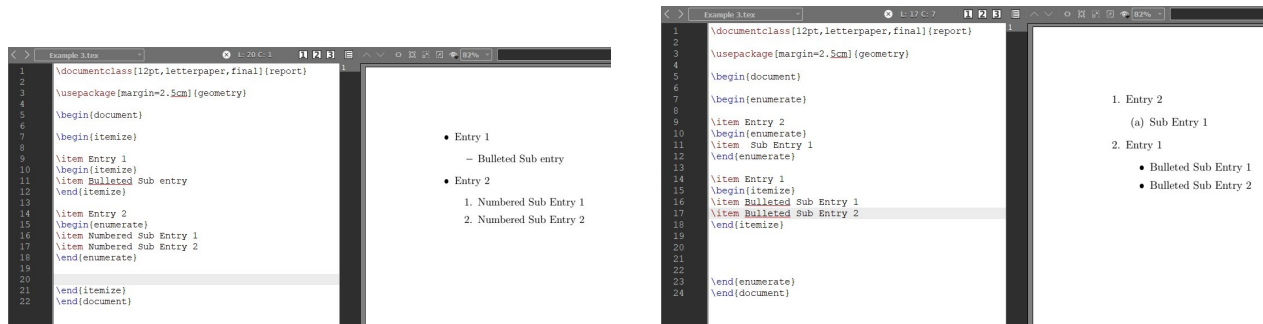 Example 3.tex
L: 20 C: 1
1 2 3
82%
1 \documentclass[12pt,letterpaper,final]{report}
2
3 \usepackage[margin=2.5cm]{geometry}
4
5 \begin{document}
6
7 \begin{itemize}
8
9 \item Entry 1
10 \begin{itemize}
11 \item Bulleted Sub entry
12 \end{itemize}
13
14 \item Entry 2
15 \begin{enumerate}
16 \item Numbered Sub Entry 1
17 \item Numbered Sub Entry 2
18 \end{enumerate}
19
20
21 \end{itemize}
22 \end{document}
1
• Entry 1
– Bulleted Sub entry
• Entry 2
1. Numbered Sub Entry 1
2. Numbered Sub Entry 2
Example 3.tex
L: 17 C: 7
1 2 3
82%
1 \documentclass[12pt,letterpaper,final]{report}
2
3 \usepackage[margin=2.5cm]{geometry}
4
5 \begin{document}
6
7 \begin{enumerate}
8
9 \item Entry 2
10 \begin{enumerate}
11 \item  Sub Entry 1
12 \end{enumerate}
13
14 \item Entry 1
15 \begin{itemize}
16 \item Bulleted Sub Entry 1
17 \item Bulleted Sub Entry 2
18 \end{itemize}
19
20
21
22
23 \end{enumerate}
24 \end{document}
1
1. Entry 2
(a) Sub Entry 1
2. Entry 1
• Bulleted Sub Entry 1
• Bulleted Sub Entry 2